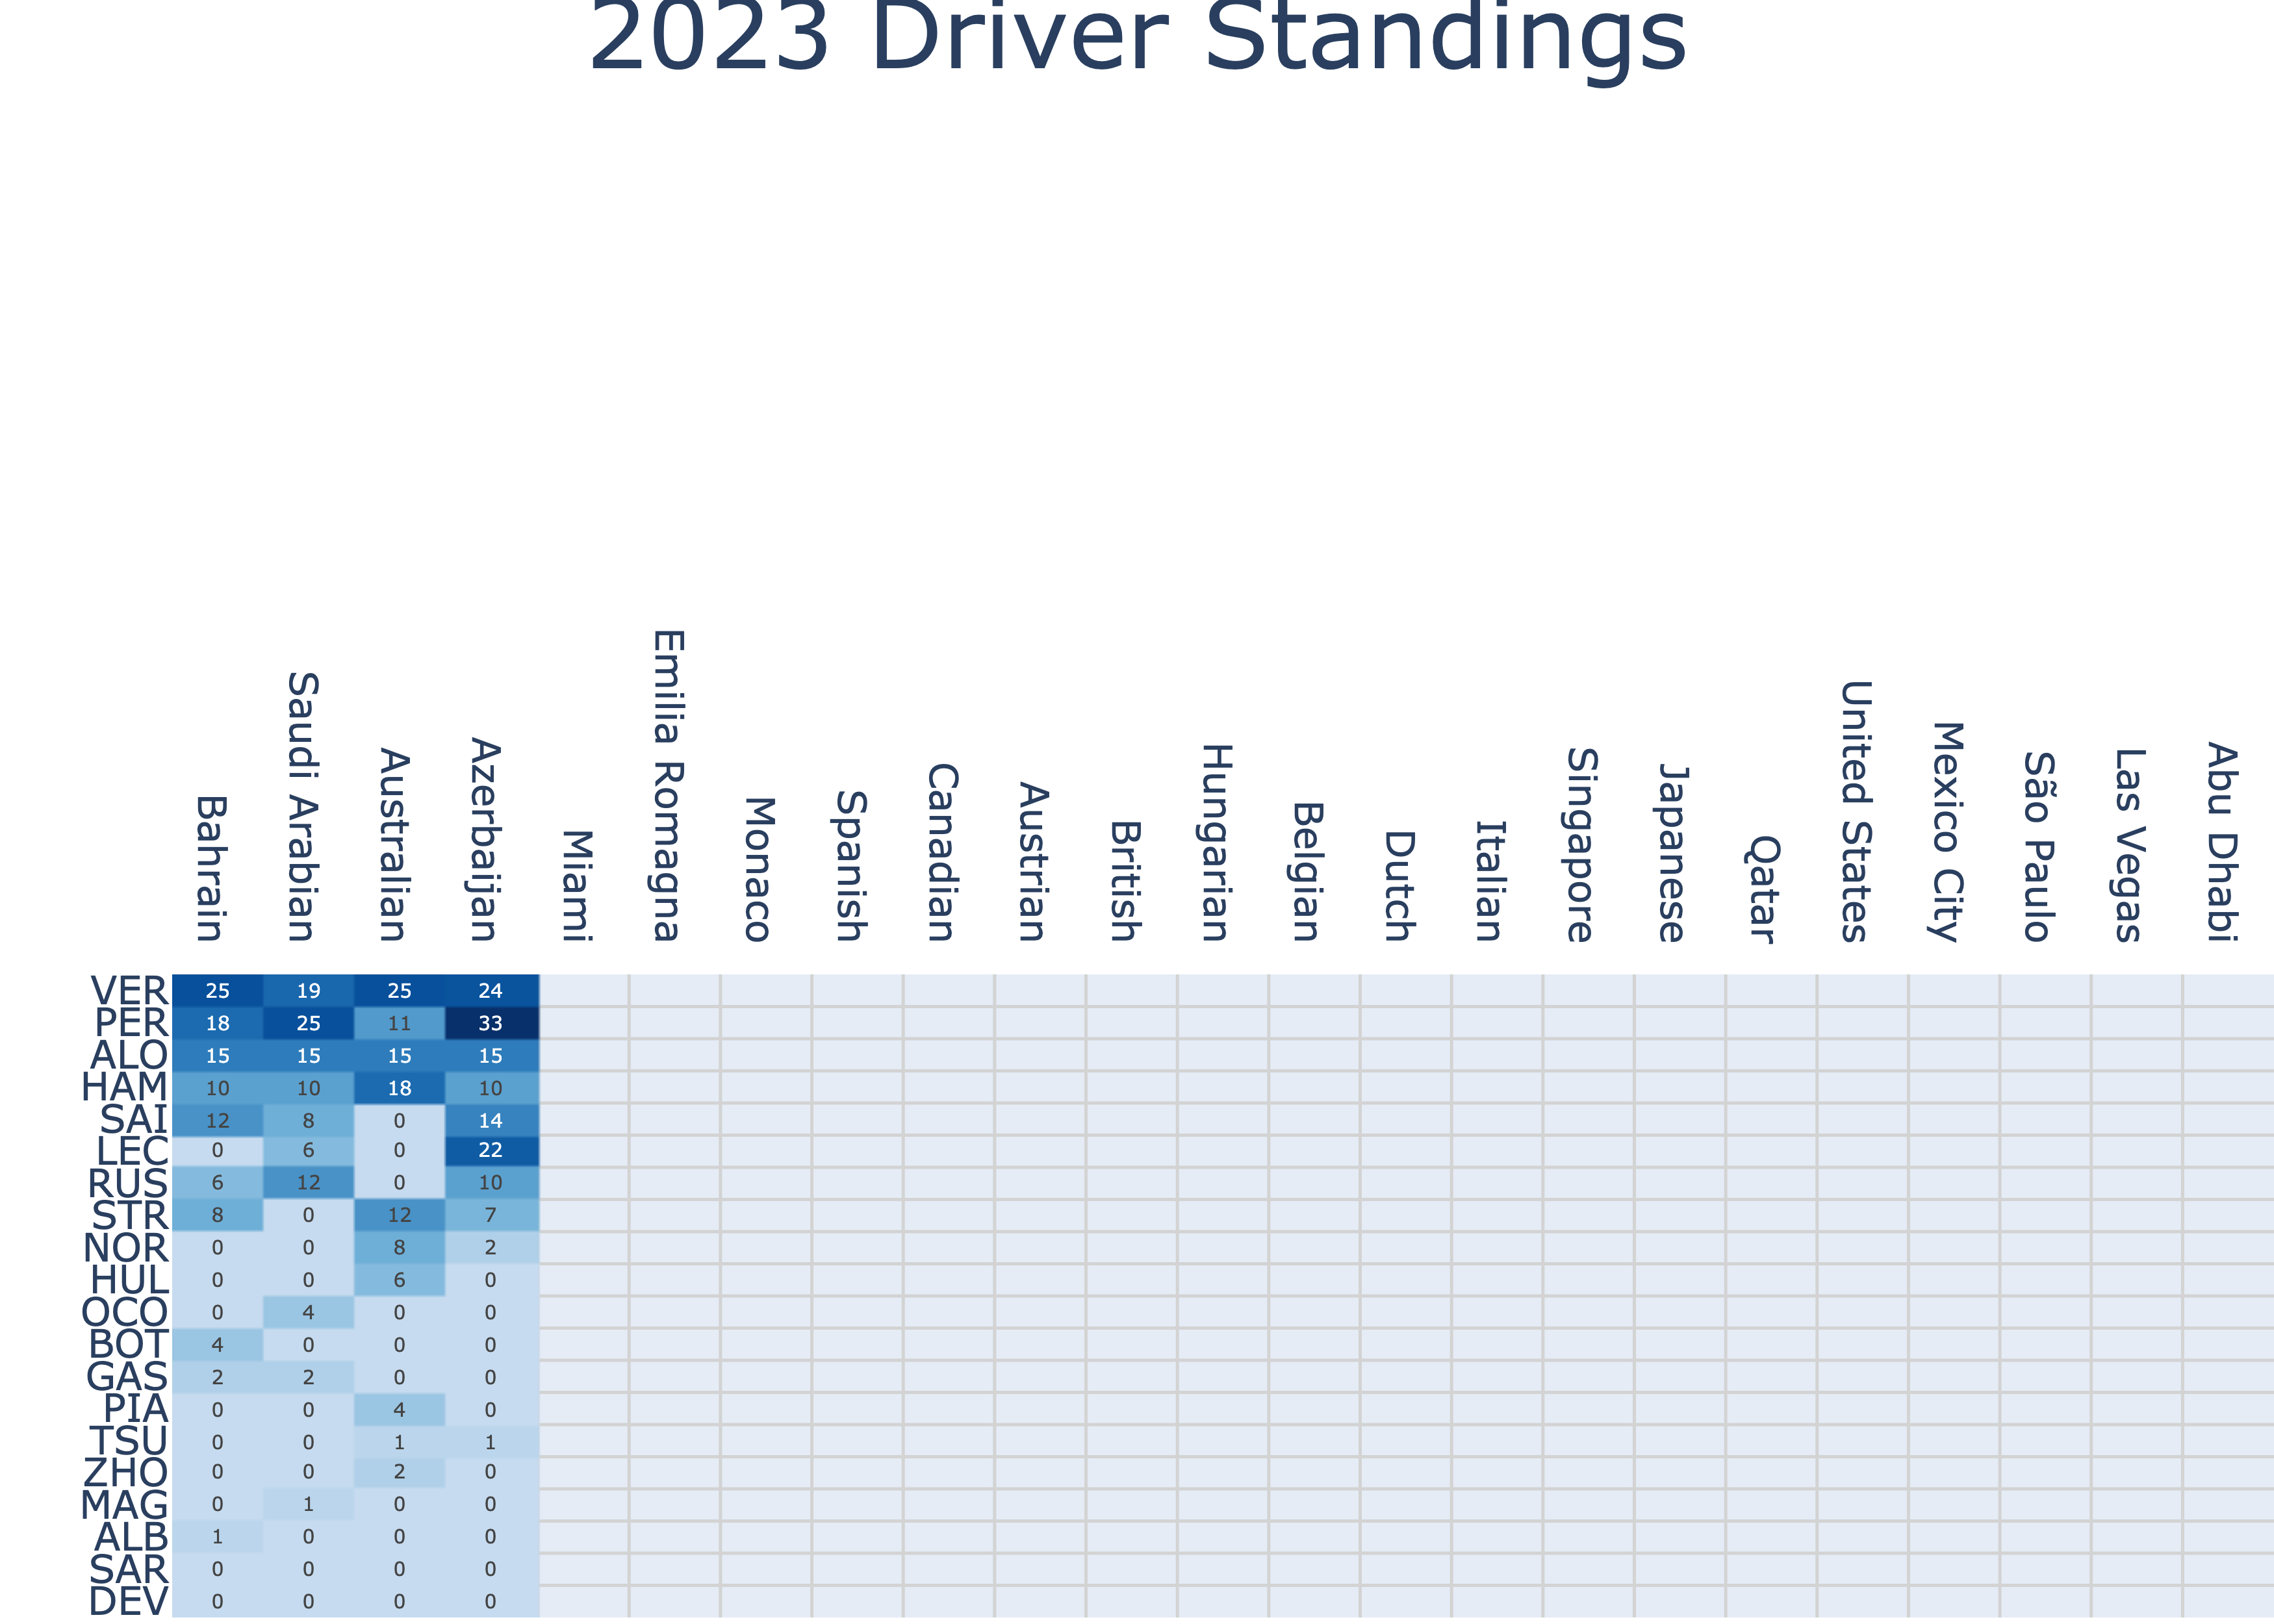 2023 Driver Standings
Bahrain
Saudi Arabian
Australian
Azerbaijan
Miami
Emilia Romagna
Monaco
Spanish
Canadian
Austrian
British
Hungarian
Belgian
Dutch
Italian
Singapore
Japanese
Qatar
United States
Mexico City
São Paulo
Las Vegas
Abu Dhabi
VER 25 19 25 24
PER 18 25 11 33
ALO 15 15 15 15
HAM 10 10 18 10
SAI 12 8 0 14
LEC 0 6 0 22
RUS 6 12 0 10
STR 8 0 12 7
NOR 0 0 8 2
HUL 0 0 6 0
OCO 0 4 0 0
BOT 4 0 0 0
GAS 2 2 0 0
PIA 0 0 4 0
TSU 0 0 1 1
ZHO 0 0 2 0
MAG 0 1 0 0
ALB 1 0 0 0
SAR 0 0 0 0
DEV 0 0 0 0